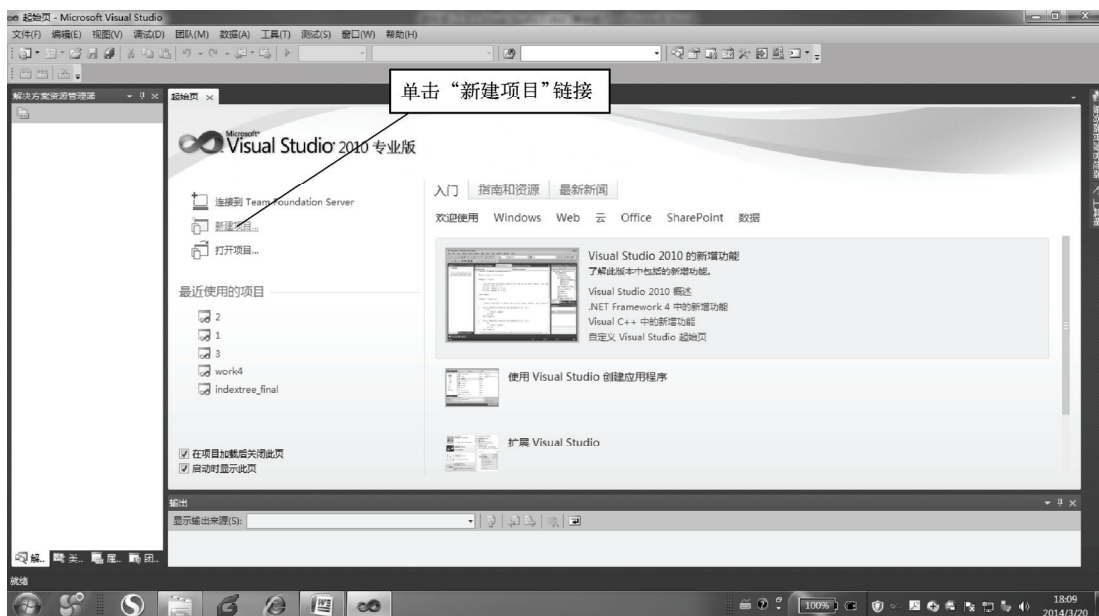 起始页 - Microsoft Visual Studio
文件(F) 编辑(E) 视图(V) 调试(D) 团队(M) 数据(A) 工具(T) 测试(S) 窗口(W) 帮助(H)
单击“新建项目”链接
解决方案资源管理器
起始页
Microsoft
Visual Studio 2010 专业版
连接到 Team Foundation Server
新建项目...
打开项目...
最近使用的项目
2
1
3
work4
indextree_final
在项目加载后关闭此页
启动时显示此页
入门 指南和资源 最新新闻
欢迎使用 Windows Web 云 Office SharePoint 数据
Visual Studio 2010 的新增功能
了解此版本中包括的新增功能。
Visual Studio 2010 概述
.NET Framework 4 中的新增功能
Visual C++ 中的新增功能
自定义 Visual Studio 起始页
使用 Visual Studio 创建应用程序
扩展 Visual Studio
输出
显示输出来源(S):
解... 类... 属... 团...
就绪
100%
18:09
2014/3/20